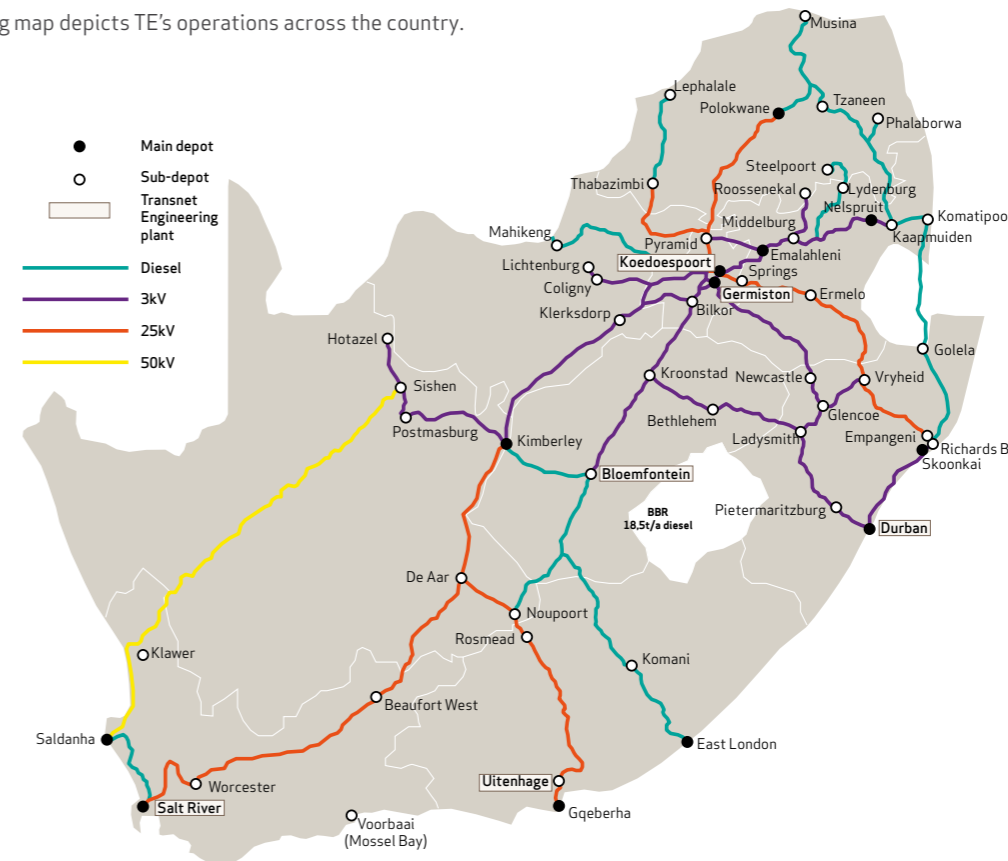 g map depicts TE’s operations across the country.
Main depot
Sub-depot
Transnet
Engineering
plant
Diesel
3kV
25kV
50kV
Musina
Lephalale
Polokwane
Tzaneen
Phalaborwa
Steelpoort
Thabazimbi
Roossenekal
Lydenburg
Nelspruit
Komatipoo
Middelburg
Mahikeng
Pyramid
Kaapmuiden
Emalahleni
Koedoespoort
Lichtenburg
Springs
Coligny
Germiston
Ermelo
Bilkor
Klerksdorp
Hotazel
Golela
Kroonstad
Newcastle
Vryheid
Sishen
Glencoe
Bethlehem
Postmasburg
Ladysmith
Empangeni
Kimberley
Richards B
Skoonkai
Bloemfontein
BBR
18,5t/a diesel
Pietermaritzburg
Durban
De Aar
Noupoort
Rosmead
Klawer
Komani
Beaufort West
Saldanha
East London
Uitenhage
Worcester
Salt River
Gqeberha
Voorbaai
(Mossel Bay)